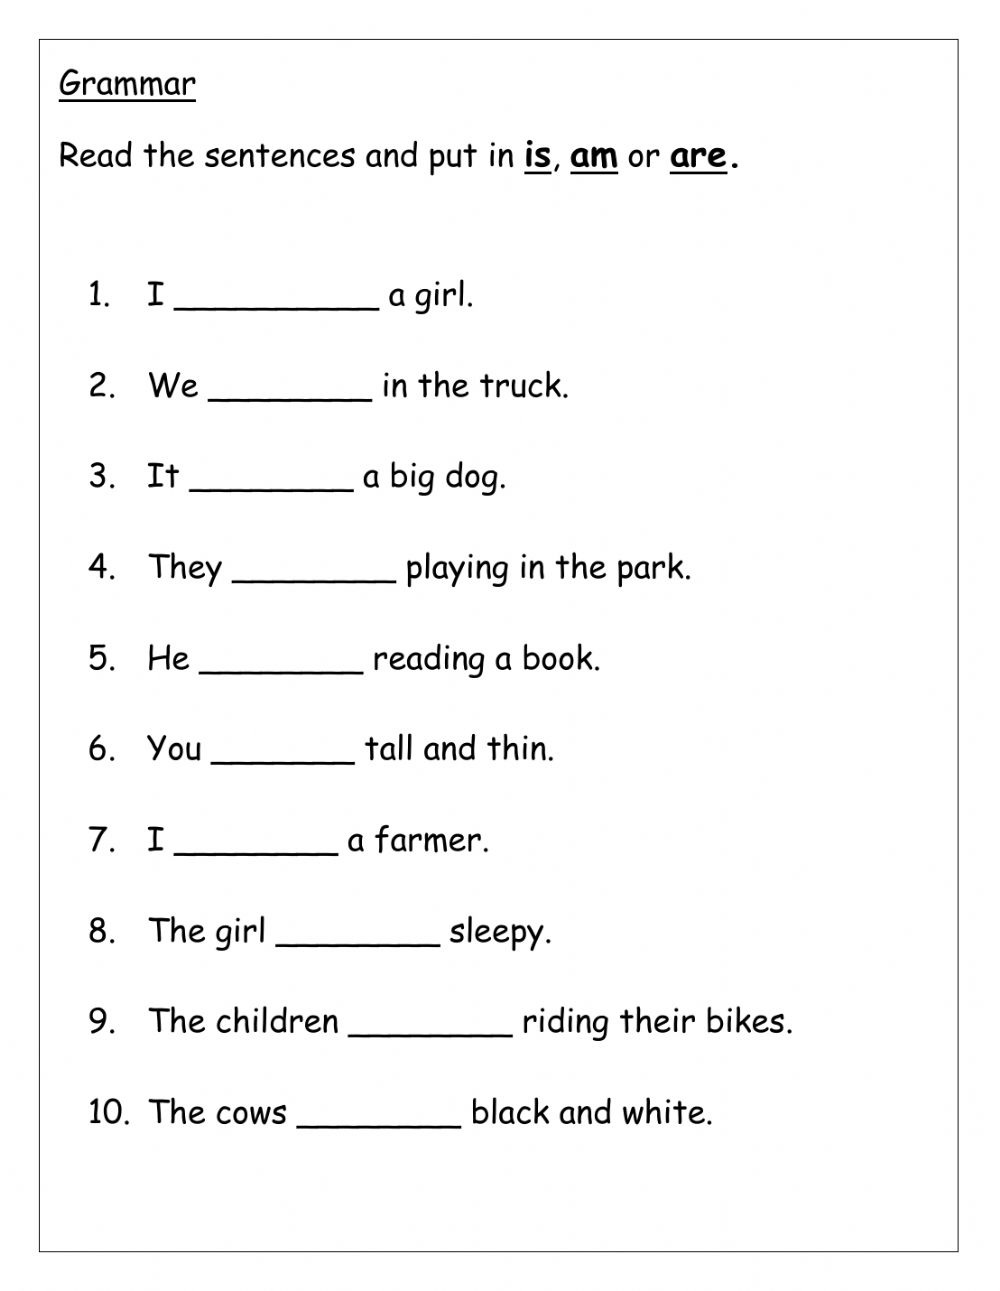 Grammar
Read the sentences and put in is, am or are.
1. I __________ a girl.
2. We ________ in the truck.
3. It ________ a big dog.
4. They ________ playing in the park.
5. He ________ reading a book.
6. You _______ tall and thin.
7. I ________ a farmer.
8. The girl ________ sleepy.
9. The children ________ riding their bikes.
10. The cows ________ black and white.